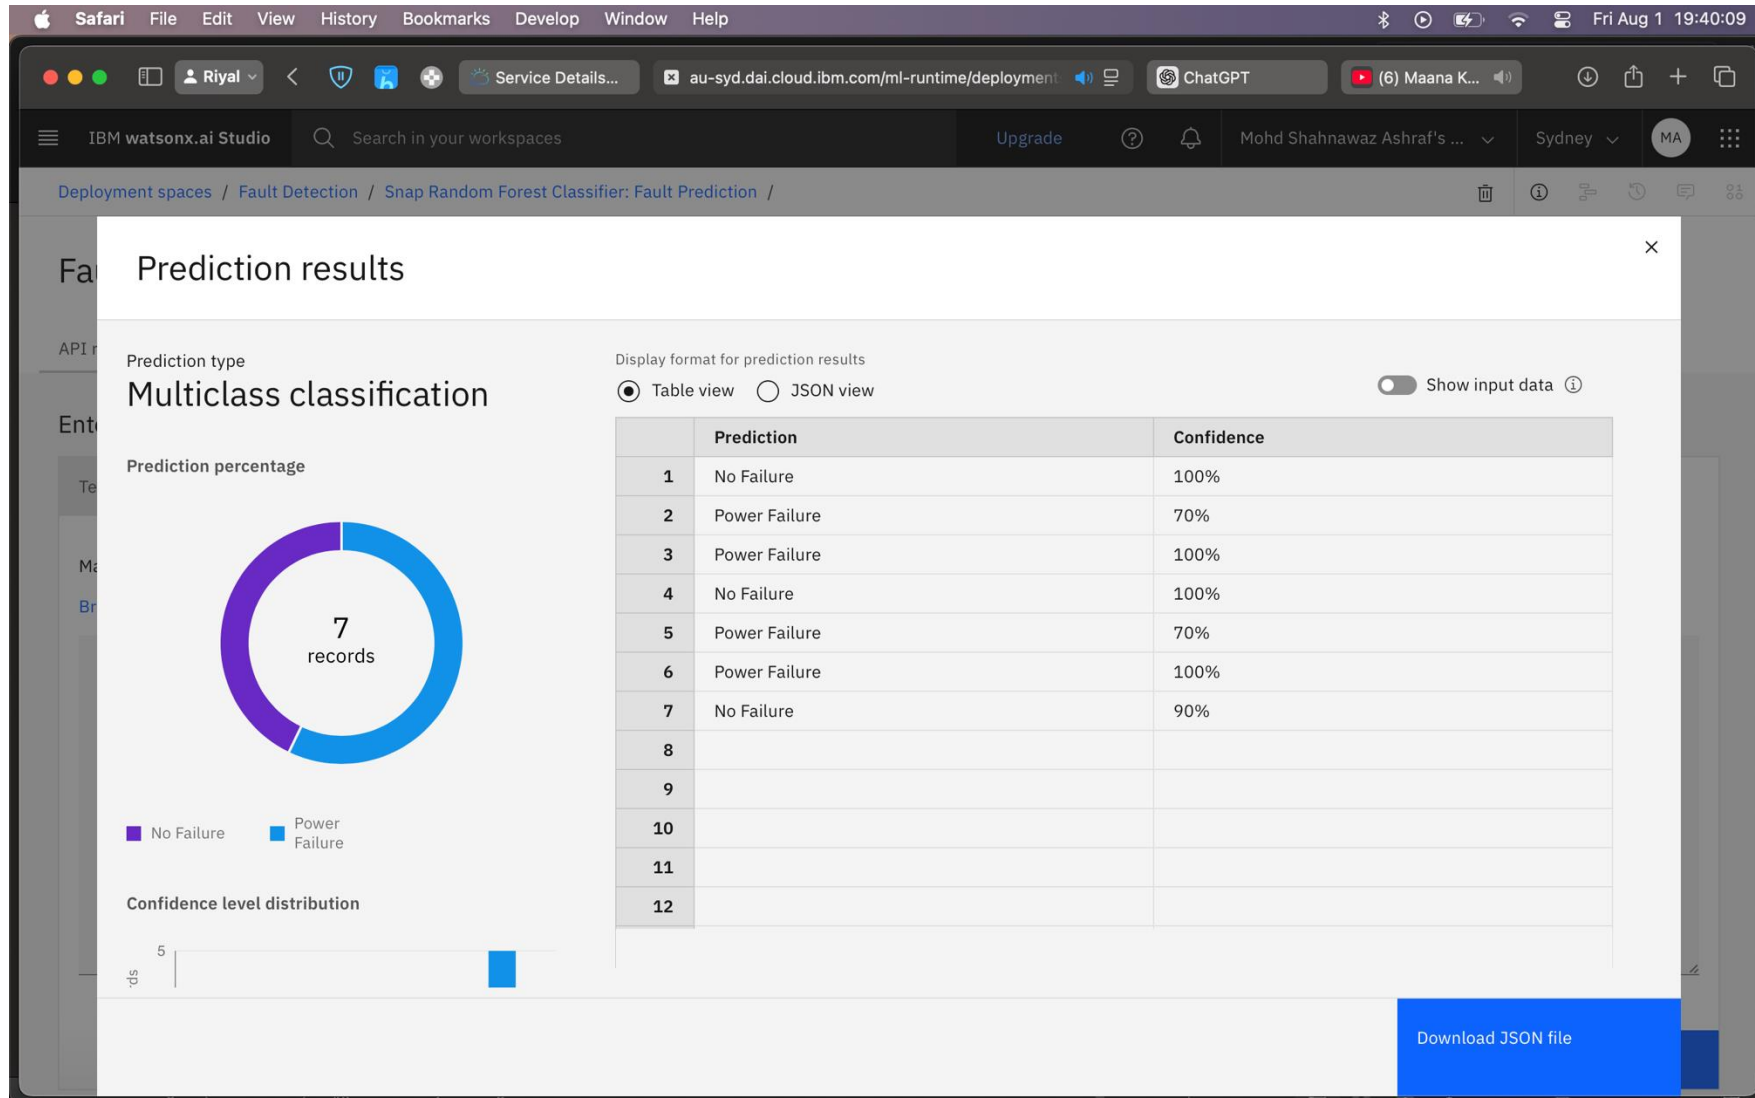 Safari File Edit View History Bookmarks Develop Window Help Fri Aug 1 19:40:09
Riyal Service Details... au-syd.dai.cloud.ibm.com/ml-runtime/deployment ChatGPT (6) Maana K...
IBM watsonx.ai Studio Search in your workspaces Upgrade Mohd Shahnawaz Ashraf's ... Sydney MA
Deployment spaces / Fault Detection / Snap Random Forest Classifier: Fault Prediction /
Prediction results
Prediction type
Multiclass classification
Prediction percentage
7
records
No Failure
Power
Failure
Confidence level distribution
5
Display format for prediction results
Table view JSON view Show input data
Prediction Confidence
1 No Failure 100%
2 Power Failure 70%
3 Power Failure 100%
4 No Failure 100%
5 Power Failure 70%
6 Power Failure 100%
7 No Failure 90%
8
9
10
11
12
Download JSON file